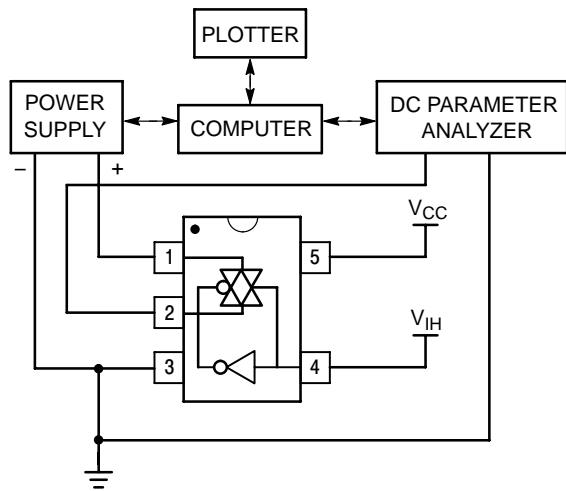 PLOTTER
POWER
SUPPLY
COMPUTER
DC PARAMETER
ANALYZER
– +
VCC
1 5
2
VIH
3 4